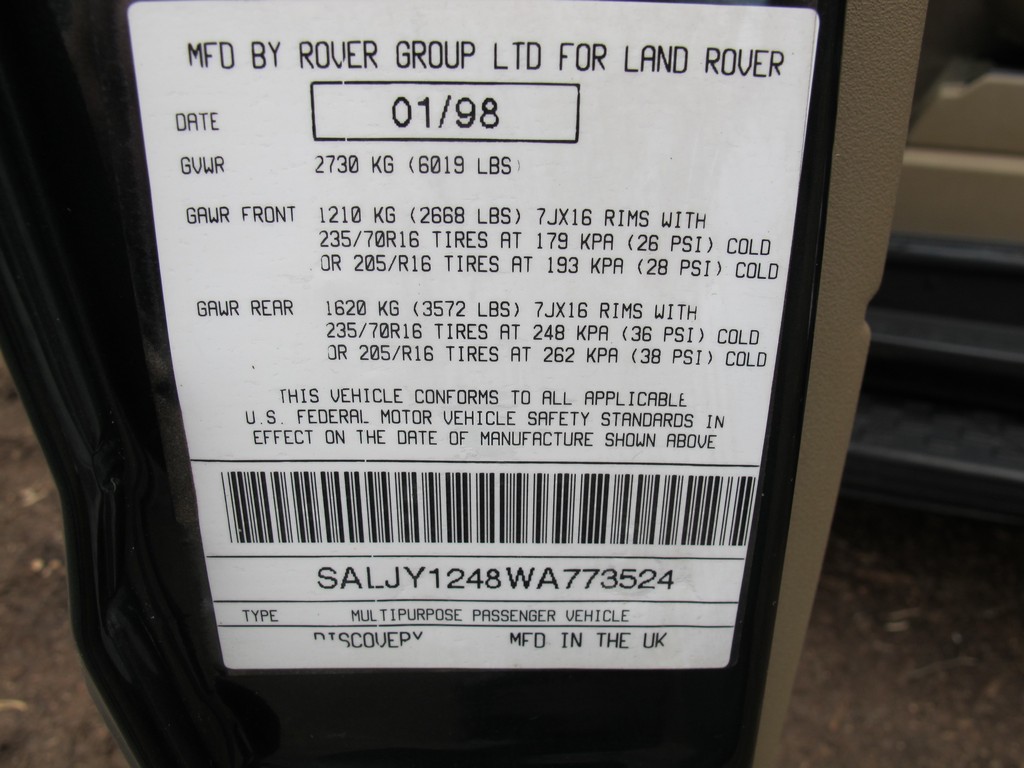 MFD BY ROVER GROUP LTD FOR LAND ROVER
DATE 01/98
GVWR 2730 KG (6019 LBS)
GAWR FRONT 1210 KG (2668 LBS) 7JX16 RIMS WITH
235/70R16 TIRES AT 179 KPA (26 PSI) COLD
OR 205/R16 TIRES AT 193 KPA (28 PSI) COLD
GAWR REAR 1620 KG (3572 LBS) 7JX16 RIMS WITH
235/70R16 TIRES AT 248 KPA (36 PSI) COLD
OR 205/R16 TIRES AT 262 KPA (38 PSI) COLD
THIS VEHICLE CONFORMS TO ALL APPLICABLE
U.S. FEDERAL MOTOR VEHICLE SAFETY STANDARDS IN
EFFECT ON THE DATE OF MANUFACTURE SHOWN ABOVE
SALJY1248WA773524
TYPE MULTIPURPOSE PASSENGER VEHICLE
DISCOVERY MFD IN THE UK